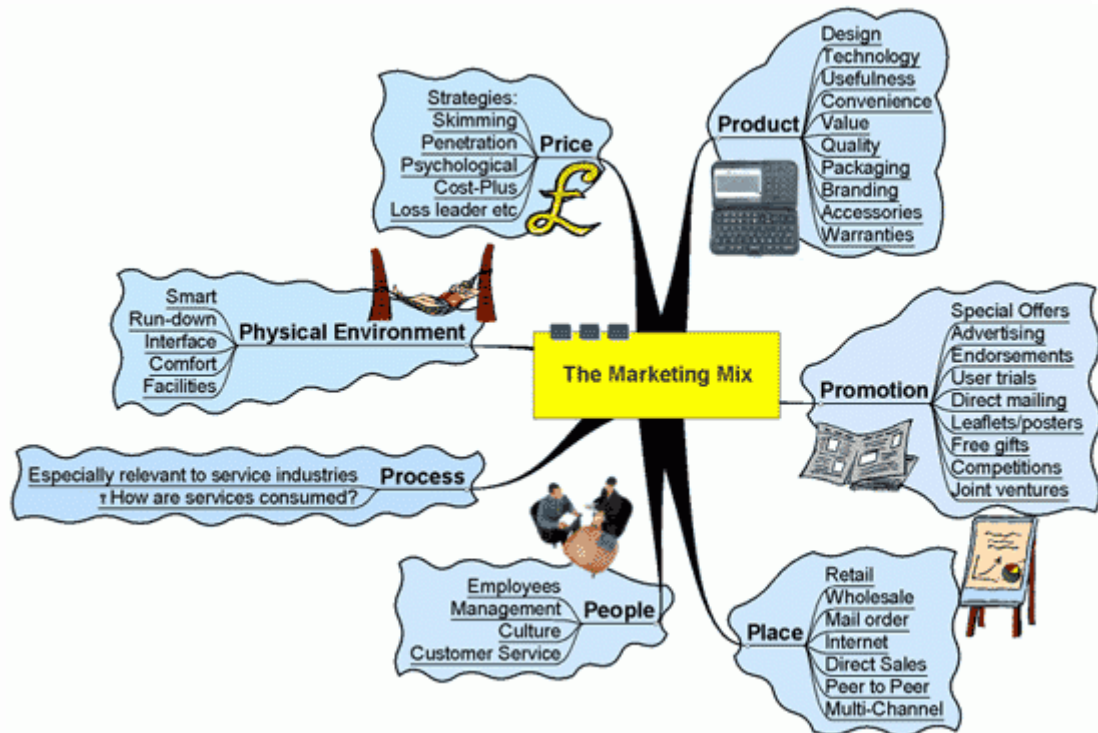 The Marketing Mix
Product
Design
Technology
Usefulness
Convenience
Value
Quality
Packaging
Branding
Accessories
Warranties
Promotion
Special Offers
Advertising
Endorsements
User trials
Direct mailing
Leaflets/posters
Free gifts
Competitions
Joint ventures
Place
Retail
Wholesale
Mail order
Internet
Direct Sales
Peer to Peer
Multi-Channel
People
Employees
Management
Culture
Customer Service
Process
Especially relevant to service industries
How are services consumed?
Physical Environment
Smart
Run-down
Interface
Comfort
Facilities
Price
Strategies:
Skimming
Penetration
Psychological
Cost-Plus
Loss leader etc
£